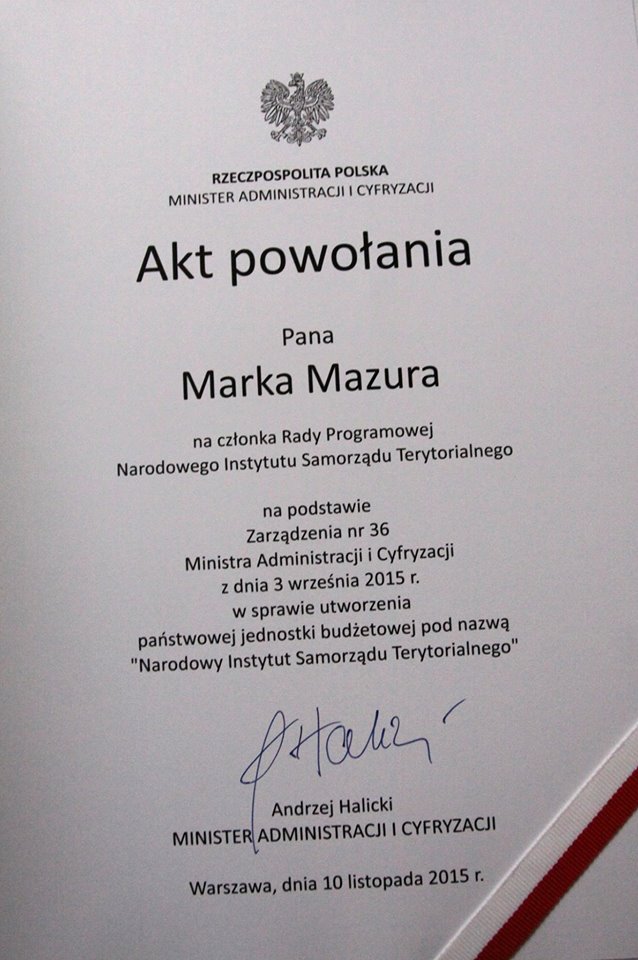 RZECZPOSPOLITA POLSKA
MINISTER ADMINISTRACJI I CYFRYZACJI
Akt powołania
Pana
Marka Mazura
na członka Rady Programowej
Narodowego Instytutu Samorządu Terytorialnego
na podstawie
Zarządzenia nr 36
Ministra Administracji i Cyfryzacji
z dnia 3 września 2015 r.
w sprawie utworzenia
państwowej jednostki budżetowej pod nazwą
"Narodowy Instytut Samorządu Terytorialnego"
Andrzej Halicki
MINISTER ADMINISTRACJI I CYFRYZACJI
Warszawa, dnia 10 listopada 2015 r.